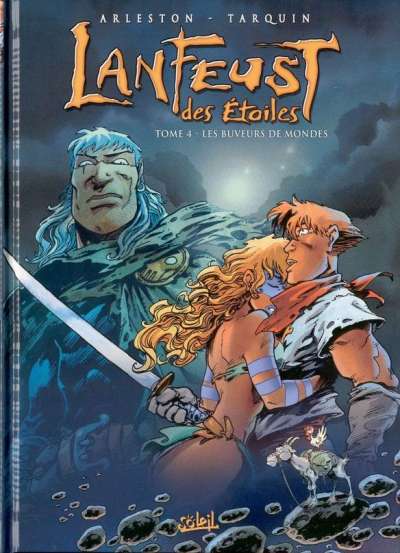 ARLESTON - TARQUIN
LANFEUST
des Étoiles
TOME 4 - LES BUVEURS DE MONDES
SOLEIL